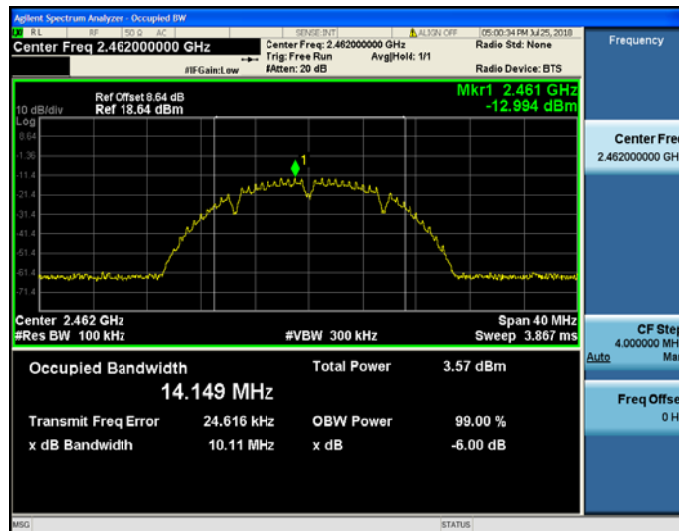 Agilent Spectrum Analyzer - Occupied BW
RL RF 50 Ω AC SENSE:INT ALIGN OFF 05:00:34 PM Jul 25, 2018
Center Freq 2.462000000 GHz Center Freq: 2.462000000 GHz Radio Std: None Frequency
Trig: Free Run Avg|Hold: 1/1
#IFGain:Low #Atten: 20 dB Radio Device: BTS
Ref Offset 8.64 dB Mkr1 2.461 GHz
10 dB/div Ref 18.64 dBm -12.994 dBm
Log
8.64
-1.36
-11.4
-21.4
-31.4
-41.4
-51.4
-61.4
-71.4
1
Center Fre
2.462000000 GH
Center 2.462 GHz Span 40 MHz
#Res BW 100 kHz #VBW 300 kHz Sweep 3.867 ms
CF Step
4.000000 MH
Auto Ma
Occupied Bandwidth Total Power 3.57 dBm
14.149 MHz
Freq Offse
0 H
Transmit Freq Error 24.616 kHz OBW Power 99.00 %
x dB Bandwidth 10.11 MHz x dB -6.00 dB
MSG STATUS